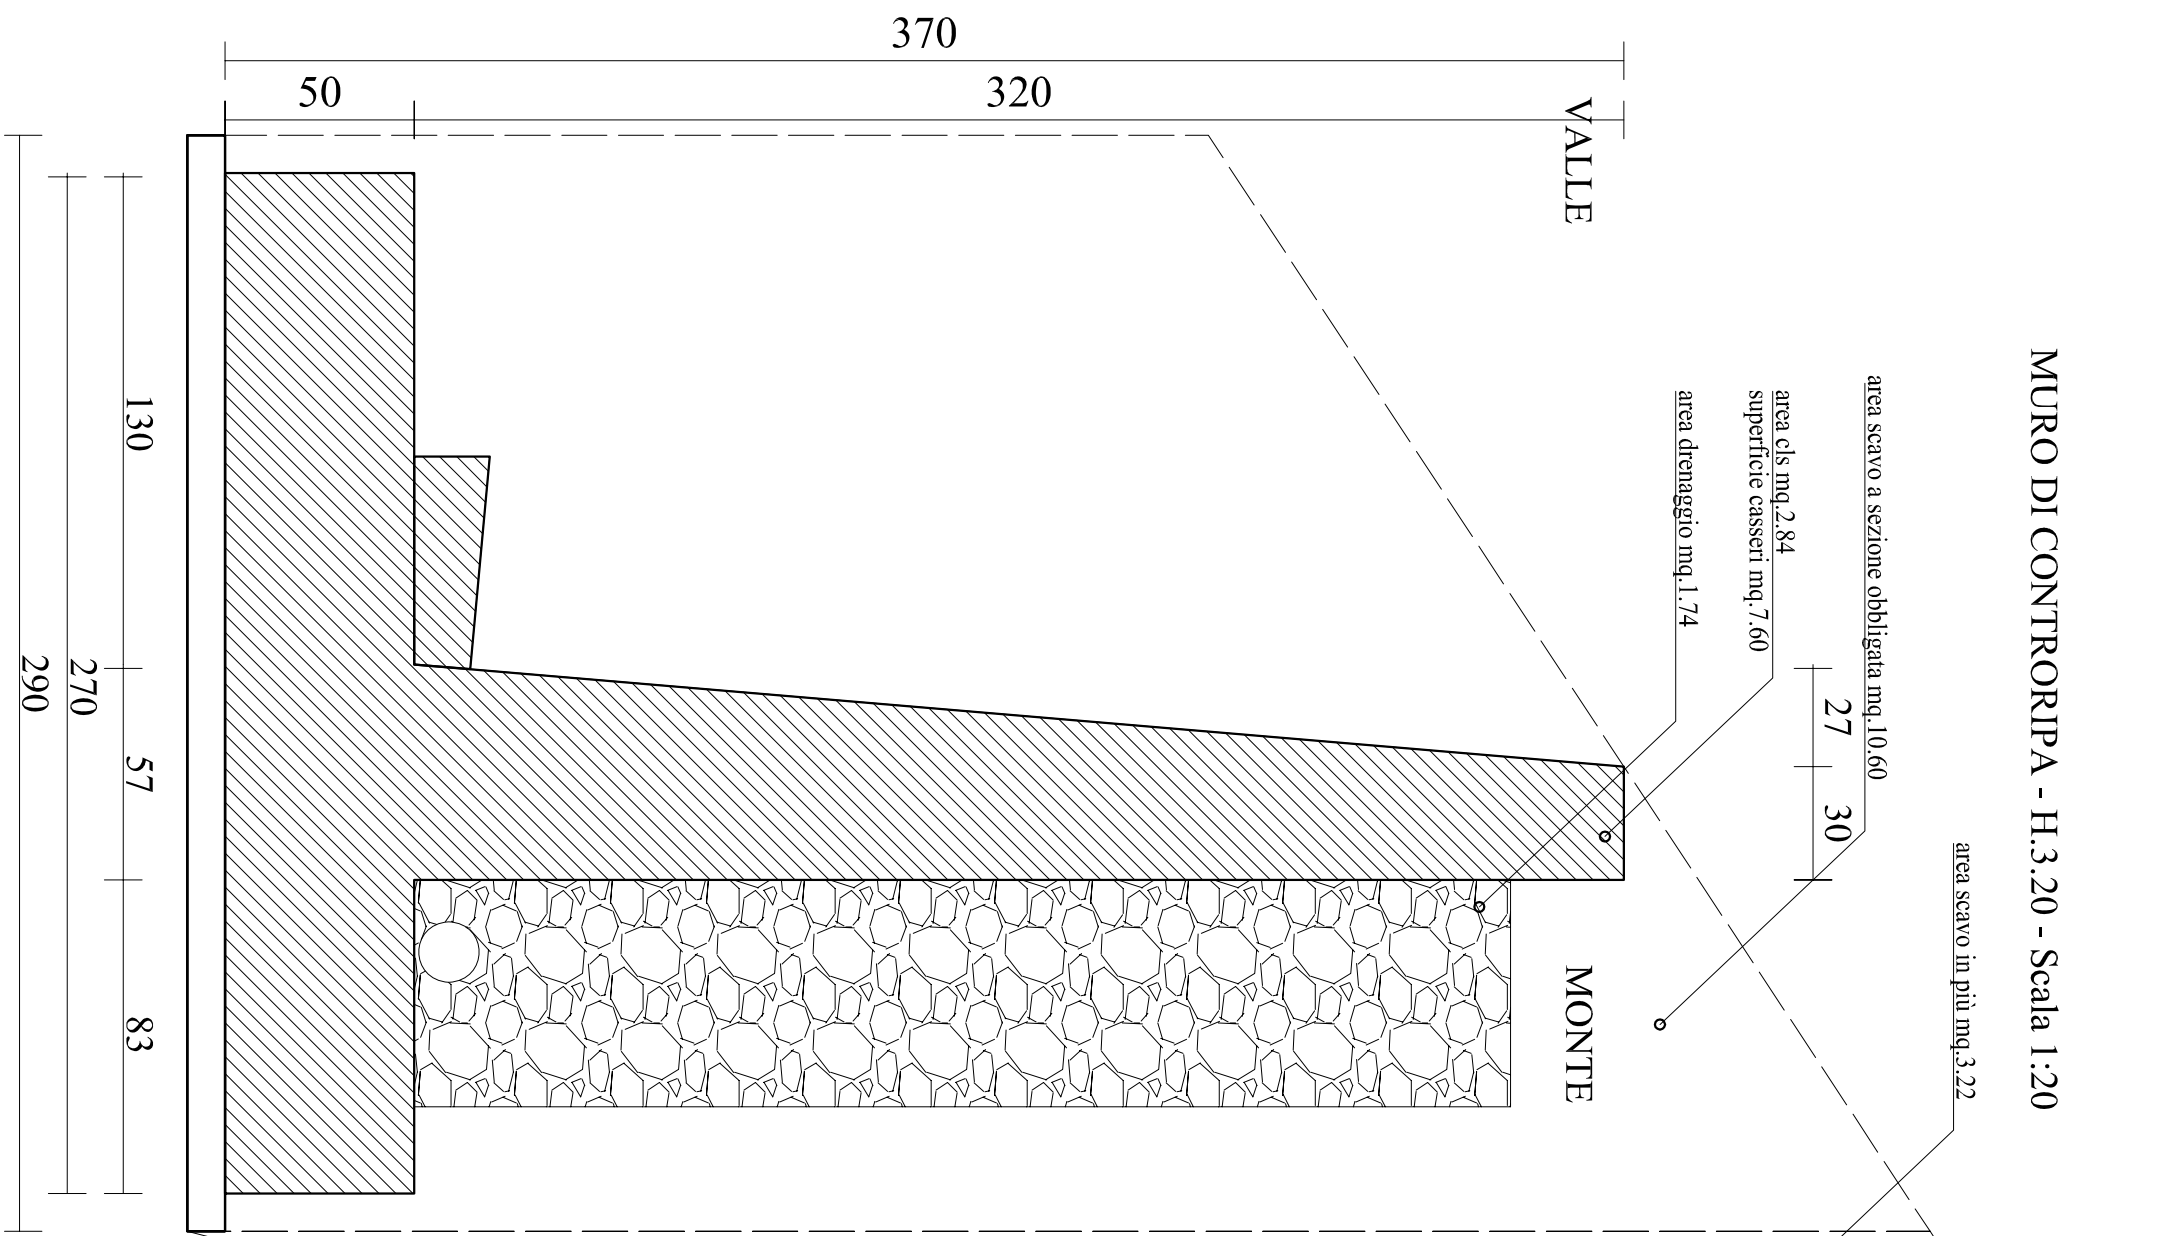 MURO DI CONTRORIPA - H.3.20 - Scala 1:20
area scavo in più mq.3.22
area scavo a sezione obbligata mq.10.60
27
30
area cls mq.2.84
superficie casseri mq.7.60
area drenaggio mq.1.74
VALLE
MONTE
370
320
50
130
57
83
270
290